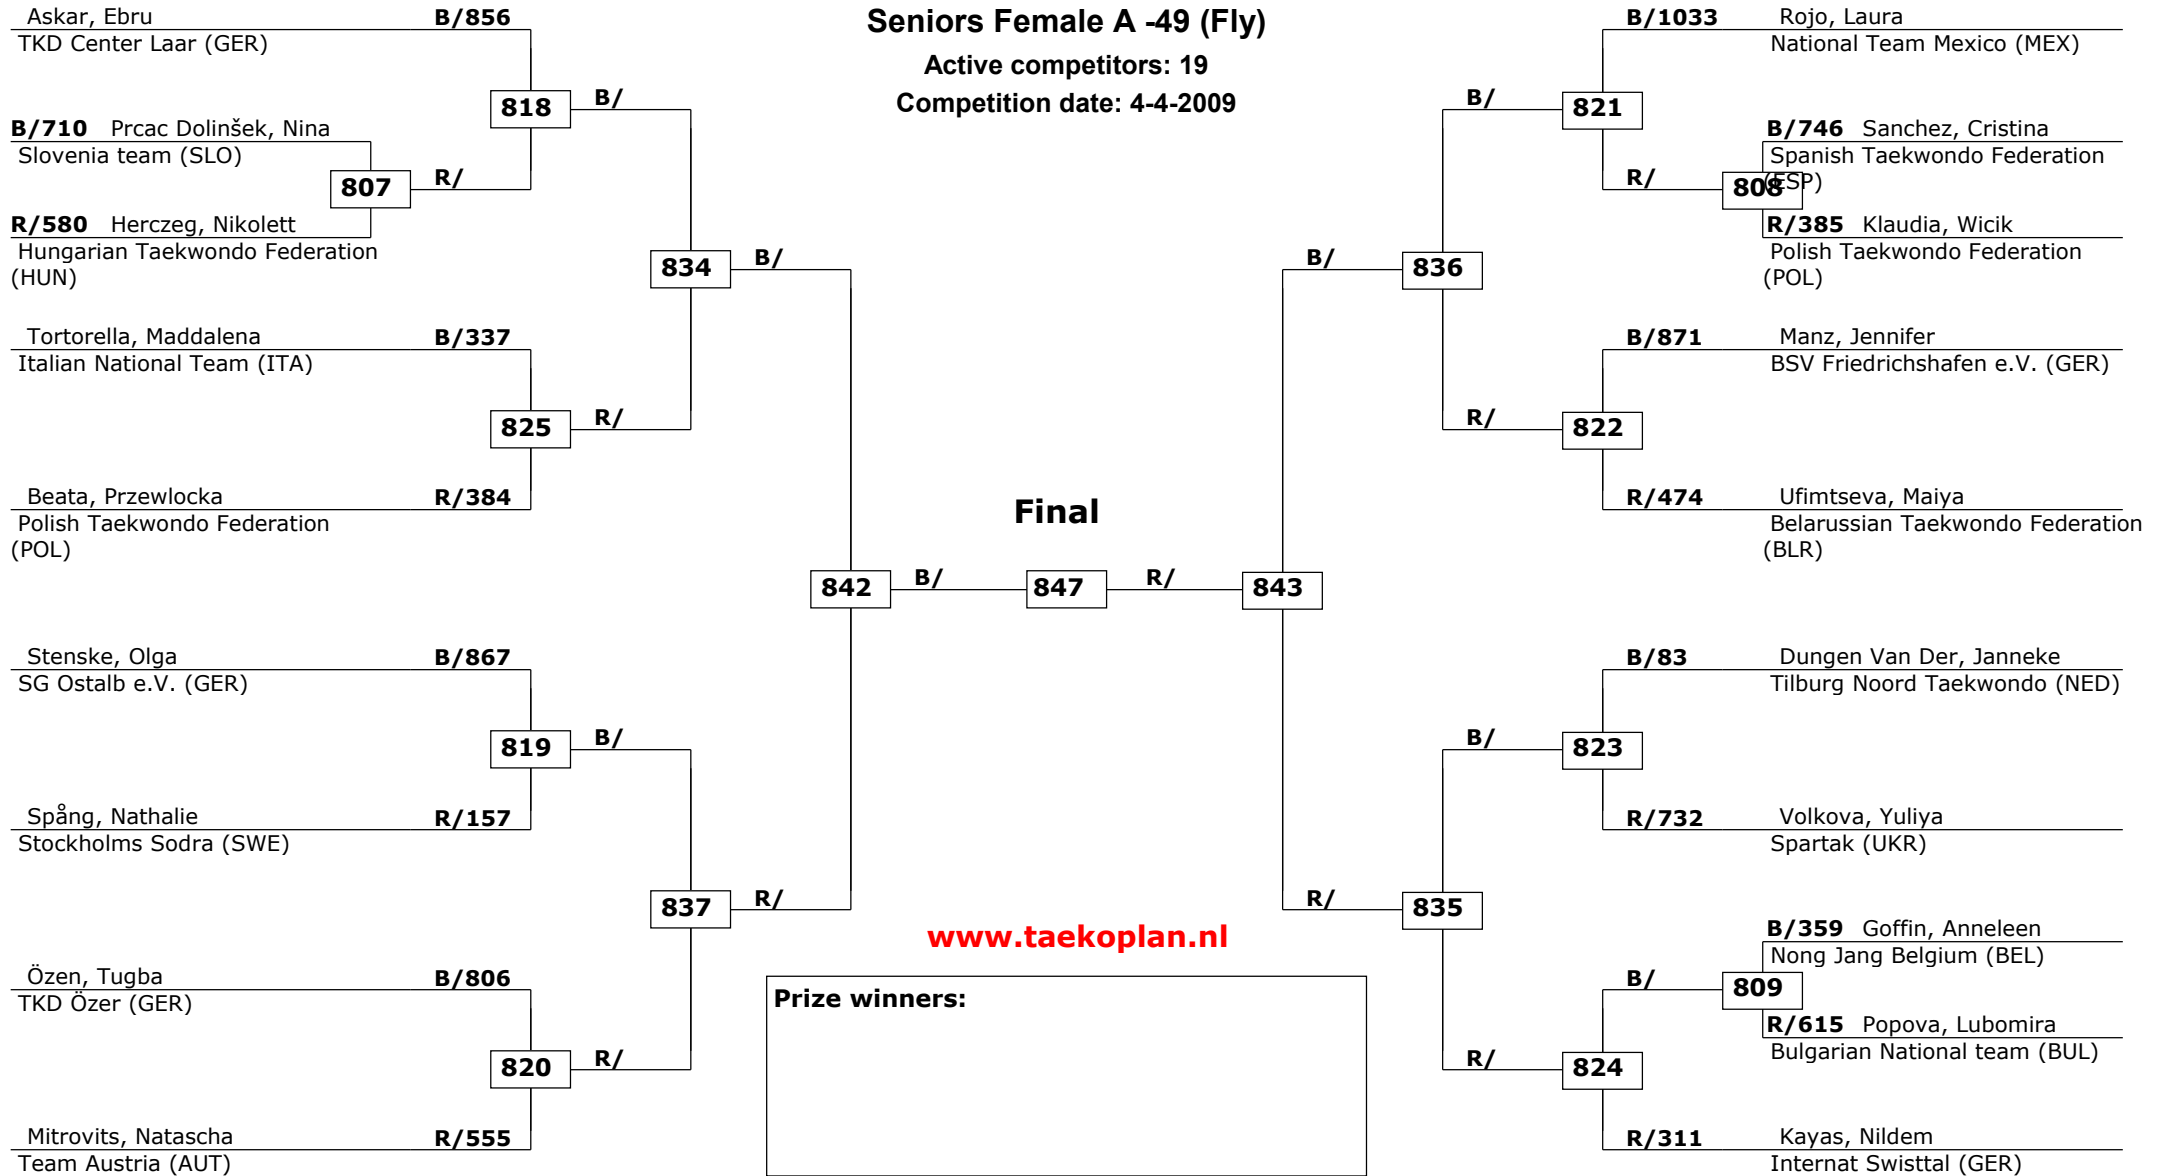 Seniors Female A -49 (Fly)
Active competitors: 19
Competition date: 4-4-2009
Askar, Ebru B/856
TKD Center Laar (GER)
818 B/
B/710 Prcac Dolinšek, Nina
Slovenia team (SLO)
807 R/
R/580 Herczeg, Nikolett
Hungarian Taekwondo Federation
(HUN)
834 B/
Tortorella, Maddalena B/337
Italian National Team (ITA)
825 R/
Beata, Przewlocka R/384
Polish Taekwondo Federation
(POL)
842 B/
Stenske, Olga B/867
SG Ostalb e.V. (GER)
819 B/
Spång, Nathalie R/157
Stockholms Sodra (SWE)
837 R/
Özen, Tugba B/806
TKD Özer (GER)
820 R/
Mitrovits, Natascha R/555
Team Austria (AUT)
Final
847
www.taekoplan.nl
Prize winners:
B/1033 Rojo, Laura
National Team Mexico (MEX)
B/ 821
B/746 Sanchez, Cristina
Spanish Taekwondo Federation
(ESP)
R/ 808
R/385 Klaudia, Wicik
Polish Taekwondo Federation
(POL)
B/ 836
B/871 Manz, Jennifer
BSV Friedrichshafen e.V. (GER)
R/ 822
R/474 Ufimtseva, Maiya
Belarussian Taekwondo Federation
(BLR)
R/ 843
B/83 Dungen Van Der, Janneke
Tilburg Noord Taekwondo (NED)
B/ 823
R/732 Volkova, Yuliya
Spartak (UKR)
R/ 835
B/359 Goffin, Anneleen
Nong Jang Belgium (BEL)
B/ 809
R/615 Popova, Lubomira
Bulgarian National team (BUL)
R/ 824
R/311 Kayas, Nildem
Internat Swisttal (GER)